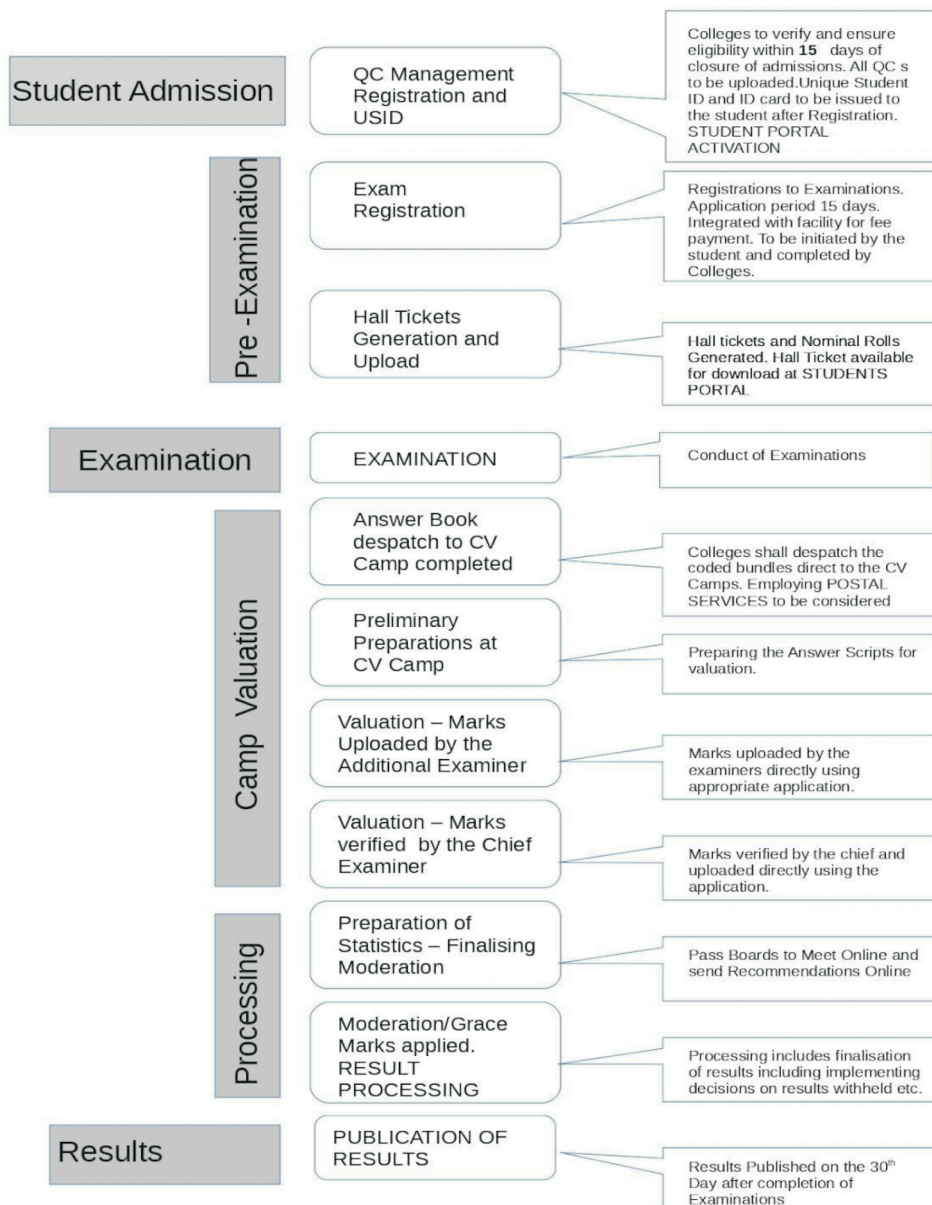 Student Admission
QC Management
Registration and
USID
Colleges to verify and ensure
eligibility within 15 days of
closure of admissions. All QC s
to be uploaded.Unique Student
ID and ID card to be issued to
the student after Registration.
STUDENT PORTAL
ACTIVATION
Pre -Examination
Exam
Registration
Registrations to Examinations.
Application period 15 days.
Integrated with facility for fee
payment. To be initiated by the
student and completed by
Colleges.
Hall Tickets
Generation and
Upload
Hall tickets and Nominal Rolls
Generated. Hall Ticket available
for download at STUDENTS
PORTAL
Examination
EXAMINATION
Conduct of Examinations
Camp Valuation
Answer Book
despatch to CV
Camp completed
Colleges shall despatch the
coded bundles direct to the CV
Camps. Employing POSTAL
SERVICES to be considered
Preliminary
Preparations at
CV Camp
Preparing the Answer Scripts for
valuation.
Valuation – Marks
Uploaded by the
Additional Examiner
Marks uploaded by the
examiners directly using
appropriate application.
Valuation – Marks
verified by the Chief
Examiner
Marks verified by the chief and
uploaded directly using the
application.
Processing
Preparation of
Statistics – Finalising
Moderation
Pass Boards to Meet Online and
send Recommendations Online
Moderation/Grace
Marks applied.
RESULT
PROCESSING
Processing includes finalisation
of results including implementing
decisions on results withheld etc.
Results
PUBLICATION OF
RESULTS
Results Published on the 30th
Day after completion of
Examinations